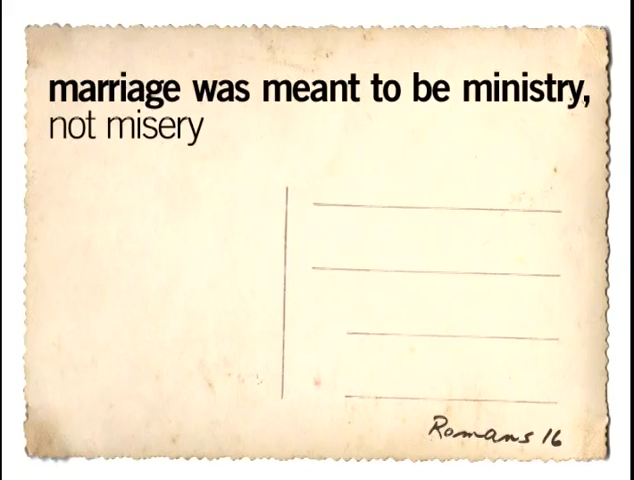 marriage was meant to be ministry,
not misery
Romans 16